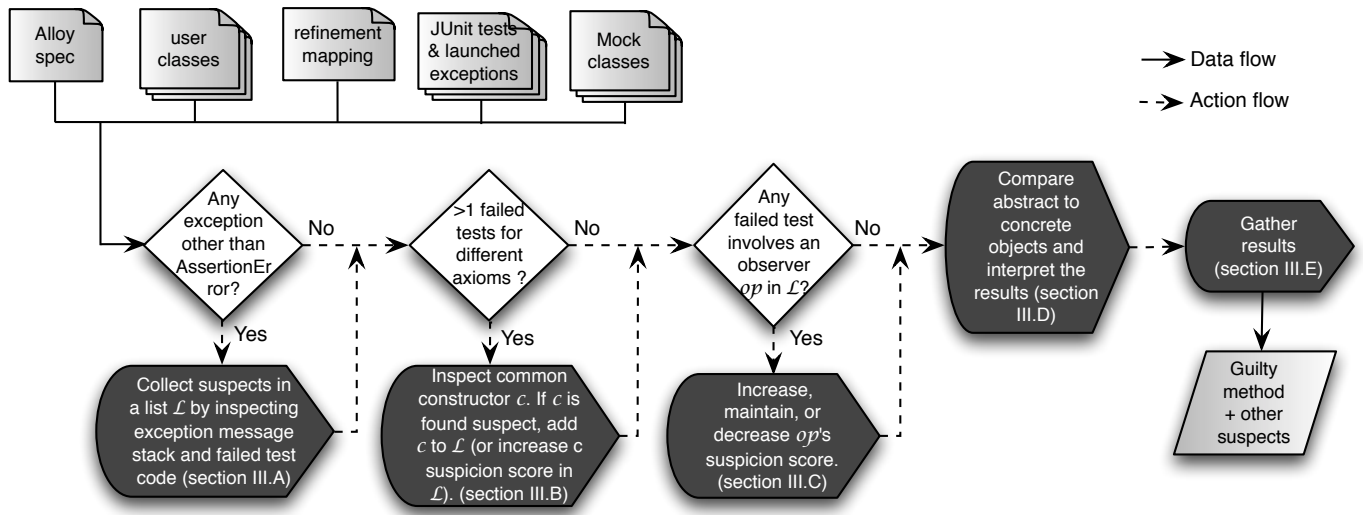 Alloy
spec
user
classes
refinement
mapping
JUnit tests
& launched
exceptions
Mock
classes
Data flow
Action flow
Any
exception
other than
AssertionEr
ror?
No
Yes
Collect suspects in
a list ℒ by inspecting
exception message
stack and failed test
code (section III.A)
>1 failed
tests for
different
axioms ?
No
Yes
Inspect common
constructor c. If c is
found suspect, add
c to ℒ (or increase c
suspicion score in
ℒ). (section III.B)
Any
failed test
involves an
observer
op in ℒ?
No
Yes
Increase,
maintain, or
decrease op's
suspicion score.
(section III.C)
Compare
abstract to
concrete
objects and
interpret the
results (section
III.D)
Gather
results
(section III.E)
Guilty
method
+ other
suspects